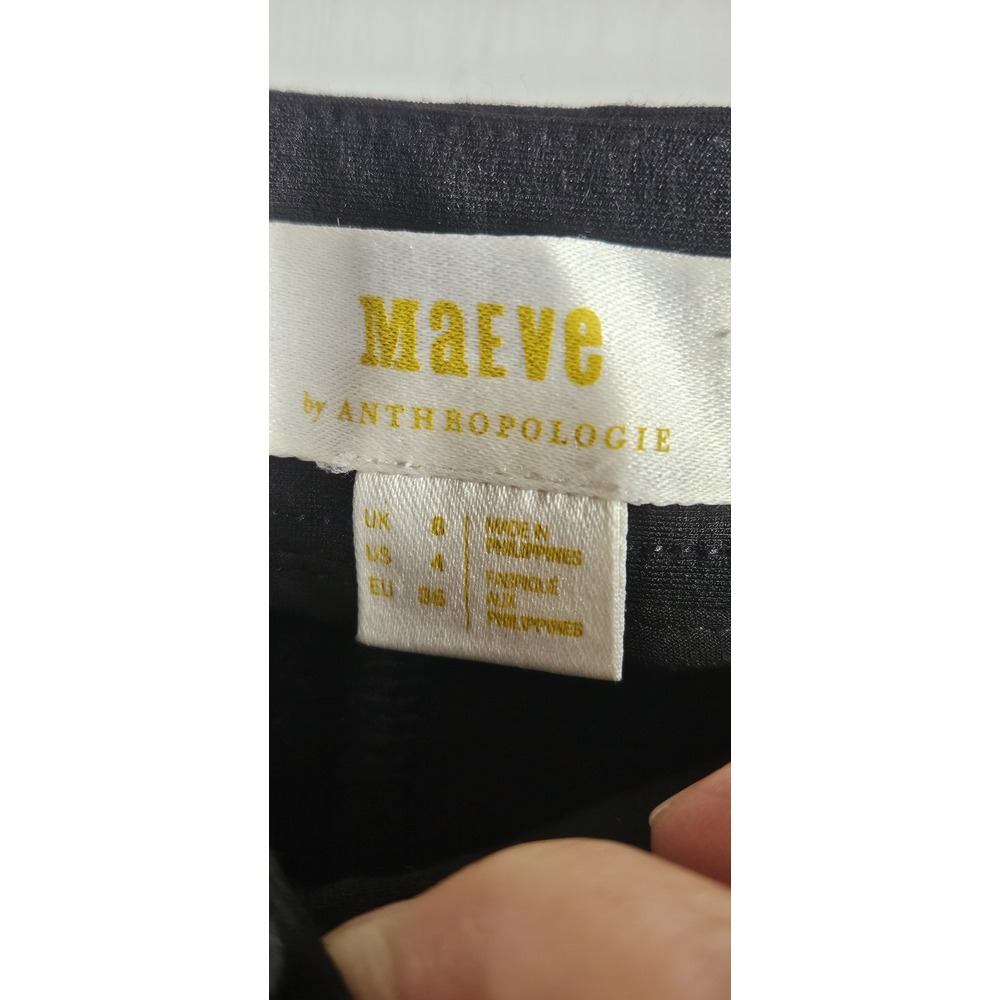 MaEVe
by ANTHROPOLOGIE
UK 8
US 4
EU 36
MADE IN
PHILIPPINES
FABRIQUÉ
AUX
PHILIPPINES